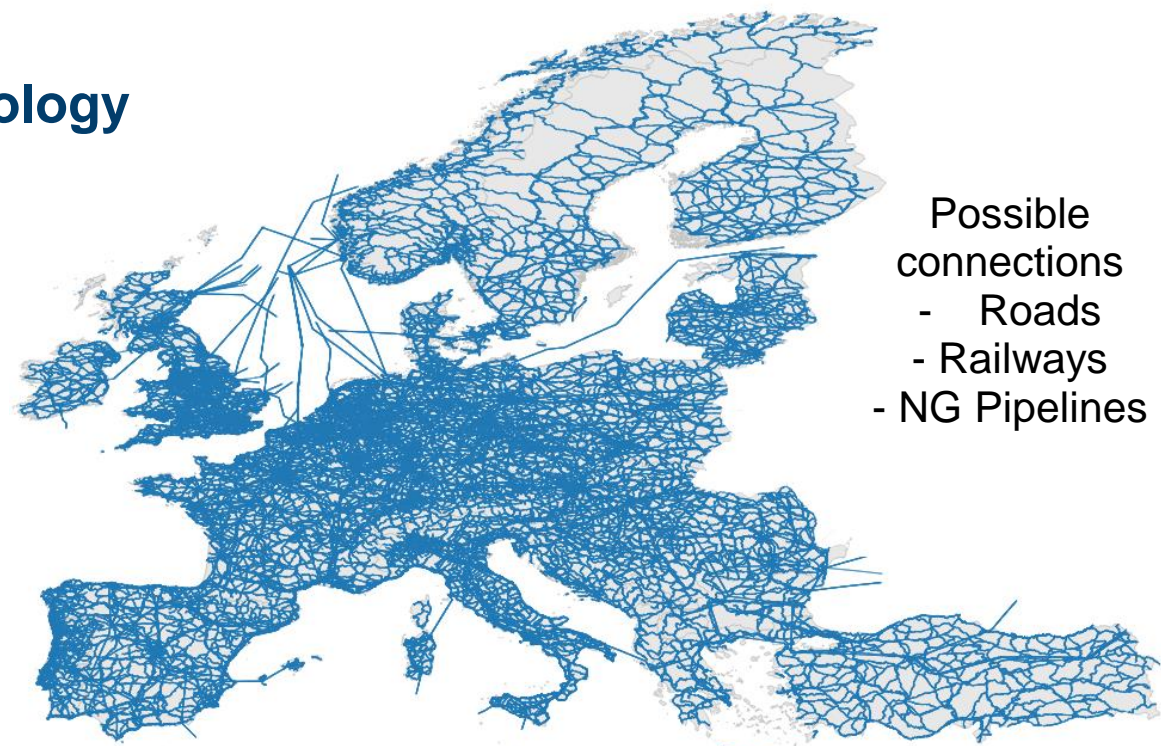 ology
Possible
connections
- Roads
- Railways
- NG Pipelines